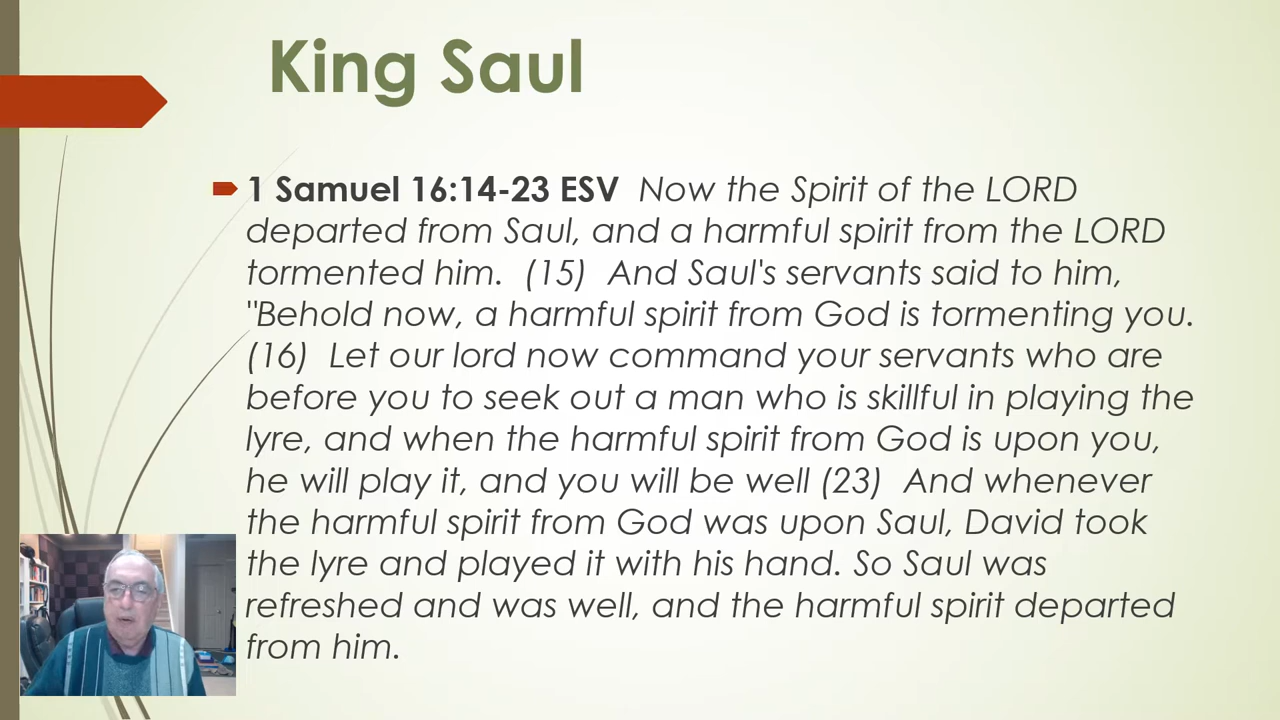 King Saul
1 Samuel 16:14-23 ESV  Now the Spirit of the LORD
departed from Saul, and a harmful spirit from the LORD
tormented him.  (15)  And Saul's servants said to him,
"Behold now, a harmful spirit from God is tormenting you.
(16)  Let our lord now command your servants who are
before you to seek out a man who is skillful in playing the
lyre, and when the harmful spirit from God is upon you,
he will play it, and you will be well (23)  And whenever
the harmful spirit from God was upon Saul, David took
the lyre and played it with his hand. So Saul was
refreshed and was well, and the harmful spirit departed
from him.